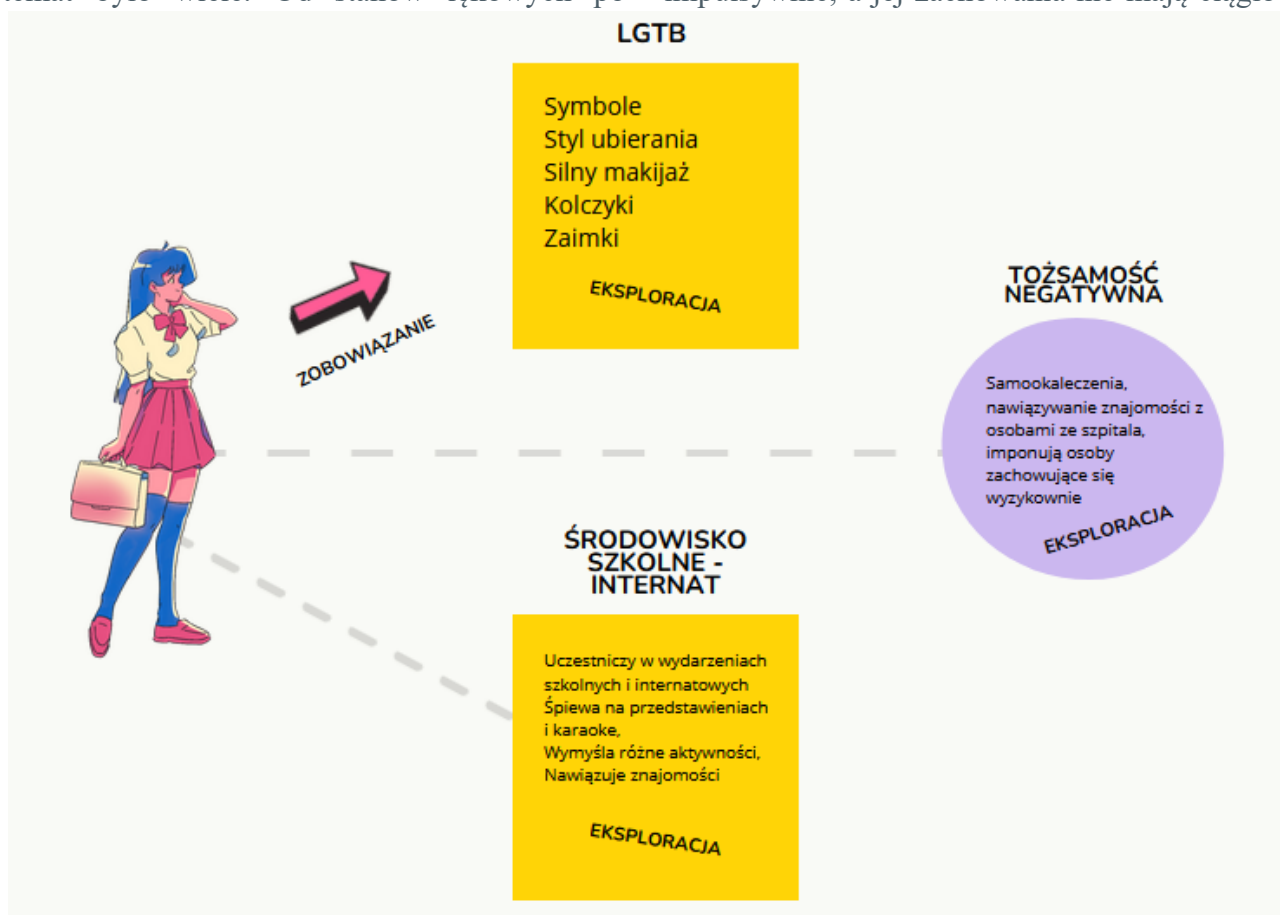 LGTB
Symbole
Styl ubierania
Silny makijaż
Kolczyki
Zaimki
EKSPLORACJA
ZOBOWIĄZANIE
TOŻSAMOŚĆ
NEGATYWNA
Samookaleczenia,
nawiązywanie znajomości z
osobami ze szpitala,
imponują osoby
zachowujące się
wyzykownie
EKSPLORACJA
ŚRODOWISKO
SZKOLNE -
INTERNAT
Uczestniczy w wydarzeniach
szkolnych i internatowych
Śpiewa na przedstawieniach
i karaoke,
Wymyśla różne aktywności,
Nawiązuje znajomości
EKSPLORACJA